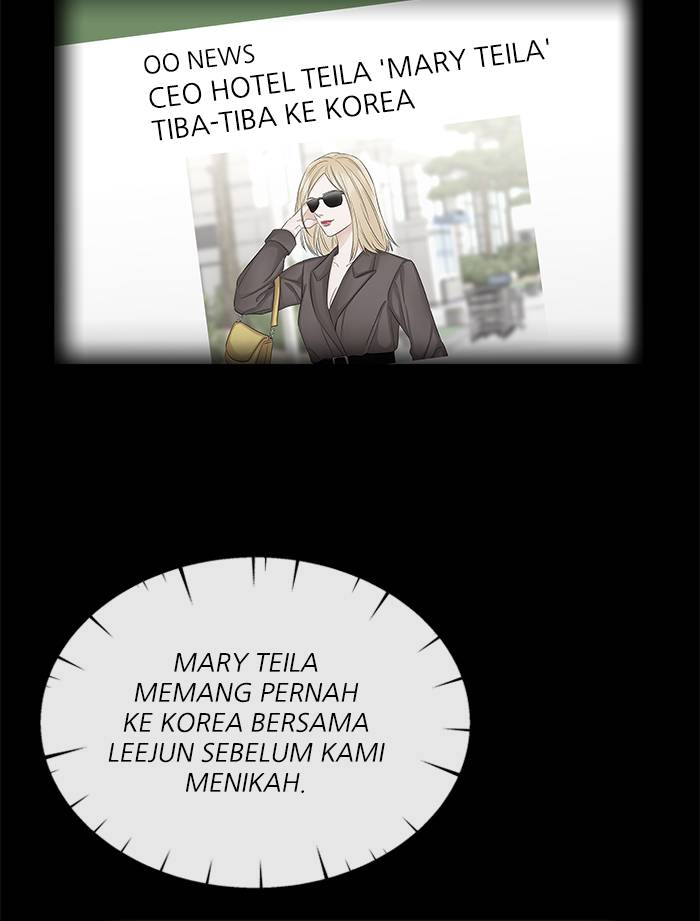 OO NEWS
CEO HOTEL TEILA 'MARY TEILA'
TIBA-TIBA KE KOREA
MARY TEILA
MEMANG PERNAH
KE KOREA BERSAMA
LEEJUN SEBELUM KAMI
MENIKAH.